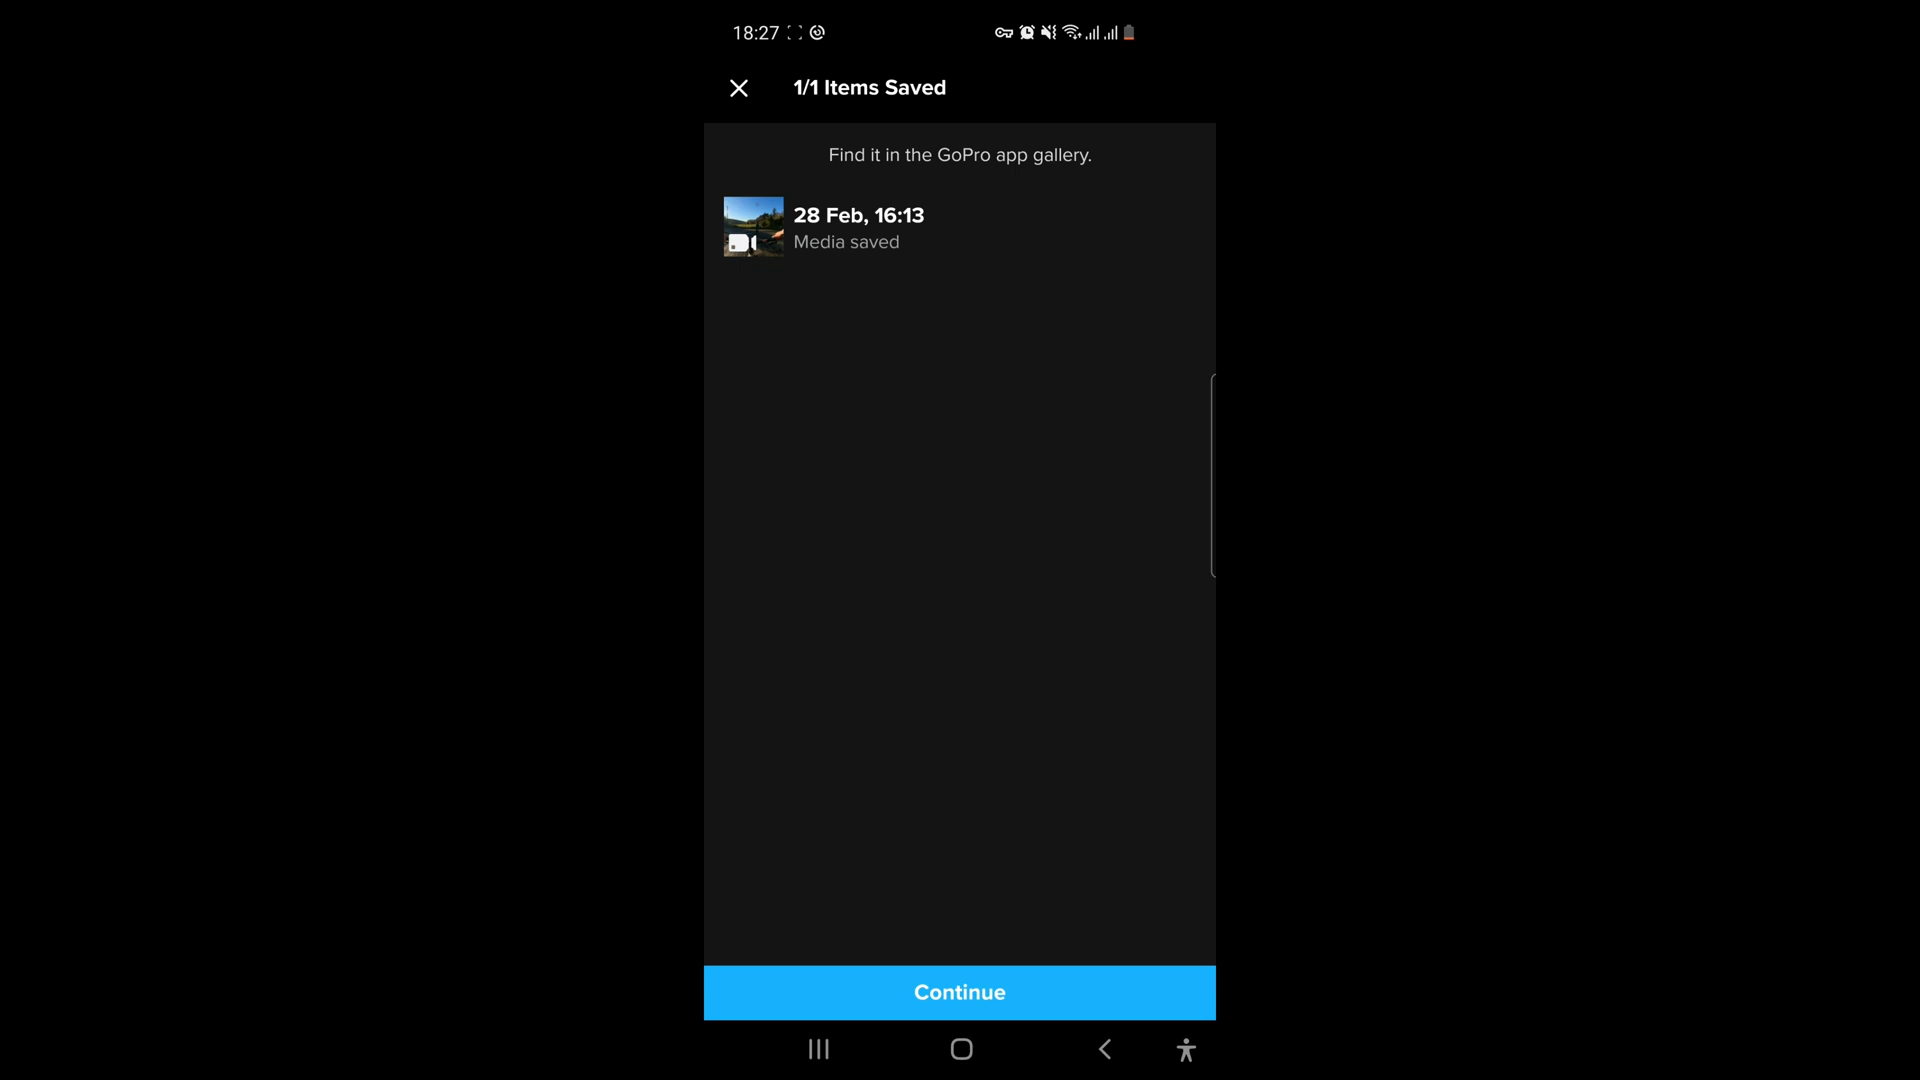 18:27
1/1 Items Saved
Find it in the GoPro app gallery.
28 Feb, 16:13
Media saved
Continue